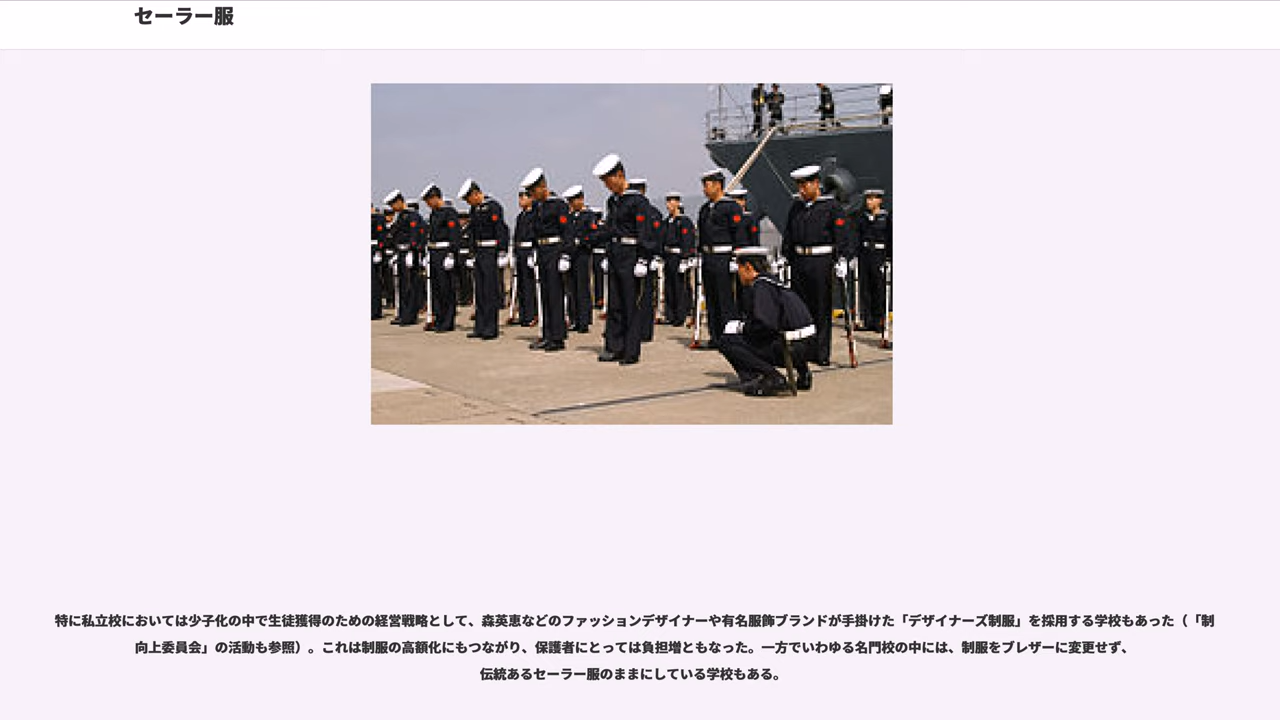 セーラー服
特に私立校においては少子化の中で生徒獲得のための経営戦略として、森英恵などのファッションデザイナーや有名服飾ブランドが手掛けた「デザイナーズ制服」を採用する学校もあった（「制
向上委員会」の活動も参照）。これは制服の高額化にもつながり、保護者にとっては負担増ともなった。一方でいわゆる名門校の中には、制服をブレザーに変更せず、
伝統あるセーラー服のままにしている学校もある。